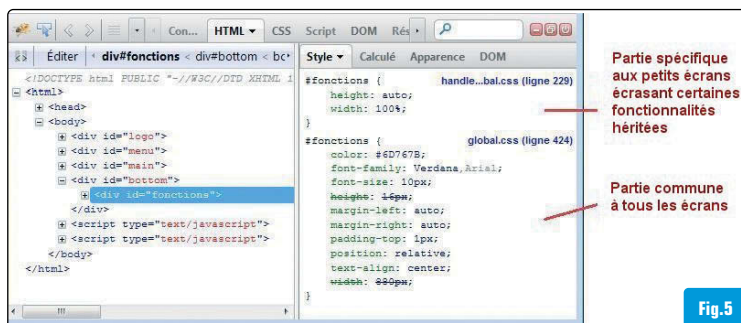 Con... HTML CSS Script DOM Rés
Éditer div#fonctions < div#bottom < bc
Style Calculé Apparence DOM
<!DOCTYPE html PUBLIC "-//W3C//DTD XHTML 1
<html>
<head>
<body>
<div id="logo">
<div id="menu">
<div id="main">
<div id="bottom">
<div id="fonctions">
</div>
<script type="text/javascript">
<script type="text/javascript">
</body>
</html>
#fonctions { handle...bal.css (ligne 229)
height: auto;
width: 100%;
}
#fonctions { global.css (ligne 424)
color: #6D767B;
font-family: Verdana,Arial;
font-size: 10px;
height: 16px;
margin-left: auto;
margin-right: auto;
padding-top: 1px;
position: relative;
text-align: center;
width: 880px;
}
Partie spécifique
aux petits écrans
écrasant certaines
fonctionnalités
héritées
Partie commune
à tous les écrans
Fig.5